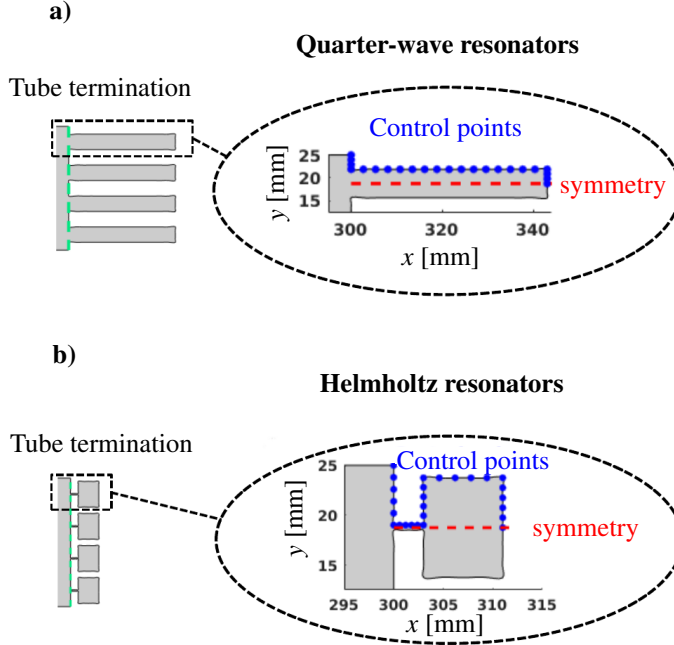 a)
Quarter-wave resonators
Tube termination
Control points
25
20
15
y [mm]
symmetry
300
320
340
x [mm]
b)
Helmholtz resonators
Tube termination
Control points
25
20
15
y [mm]
symmetry
295
300
305
310
315
x [mm]